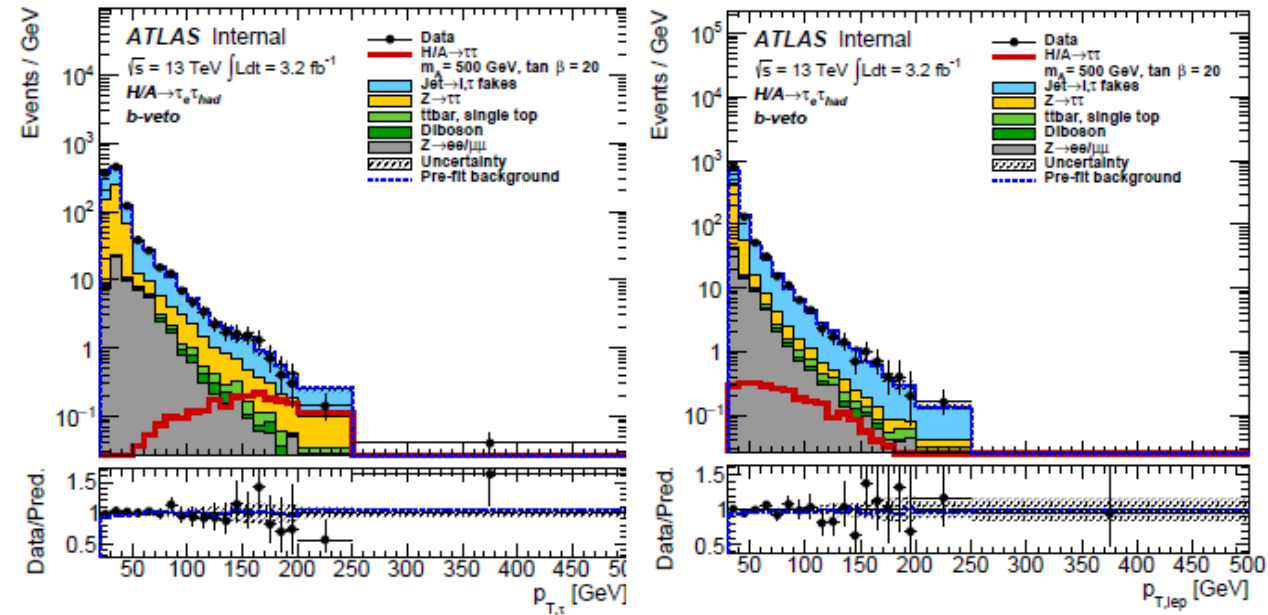 ATLAS Internal
√s = 13 TeV ∫Ldt = 3.2 fb⁻¹
H/A→τₑτₕₐ𝒹
b-veto
Data
H/A→ττ
m_A = 500 GeV, tan β = 20
Jet→l,τ fakes
Z→ττ
ttbar, single top
Diboson
Z→ee/μμ
Uncertainty
Pre-fit background
Events / GeV
10⁴
10³
10²
10
1
10⁻¹
Data/Pred.
1.5
1
0.5
50 100 150 200 250 300 350 400 450 500
p_T,τ [GeV]
ATLAS Internal
√s = 13 TeV ∫Ldt = 3.2 fb⁻¹
H/A→τₑτₕₐ𝒹
b-veto
Data
H/A→ττ
m_A = 500 GeV, tan β = 20
Jet→l,τ fakes
Z→ττ
ttbar, single top
Diboson
Z→ee/μμ
Uncertainty
Pre-fit background
Events / GeV
10⁵
10⁴
10³
10²
10
1
10⁻¹
Data/Pred.
1.5
1
0.5
50 100 150 200 250 300 350 400 450 500
p_T,lep [GeV]